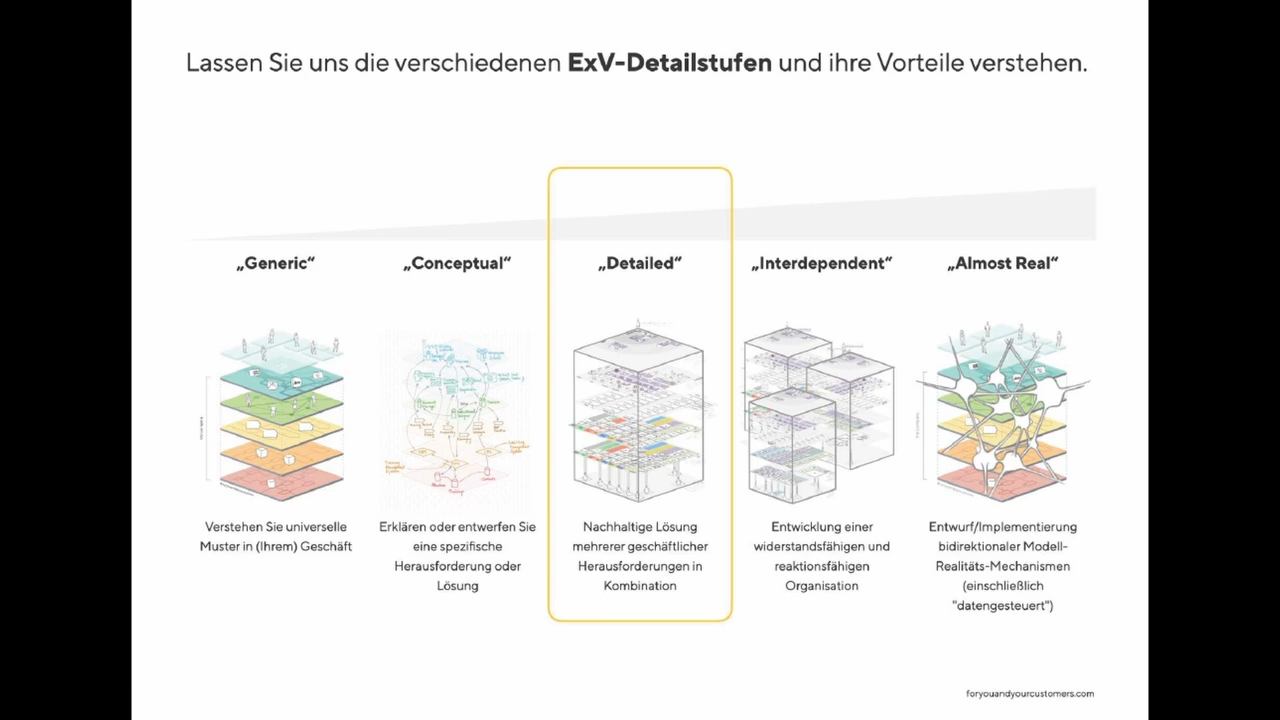 Lassen Sie uns die verschiedenen ExV-Detailstufen und ihre Vorteile verstehen.
„Generic“
„Conceptual“
„Detailed“
„Interdependent“
„Almost Real“
Verstehen Sie universelle
Muster in (Ihrem) Geschäft
Erklären oder entwerfen Sie
eine spezifische
Herausforderung oder
Lösung
Nachhaltige Lösung
mehrerer geschäftlicher
Herausforderungen in
Kombination
Entwicklung einer
widerstandsfähigen und
reaktionsfähigen
Organisation
Entwurf/Implementierung
bidirektionaler Modell-
Realitäts-Mechanismen
(einschließlich
"datengesteuert")
foryouandyourcustomers.com